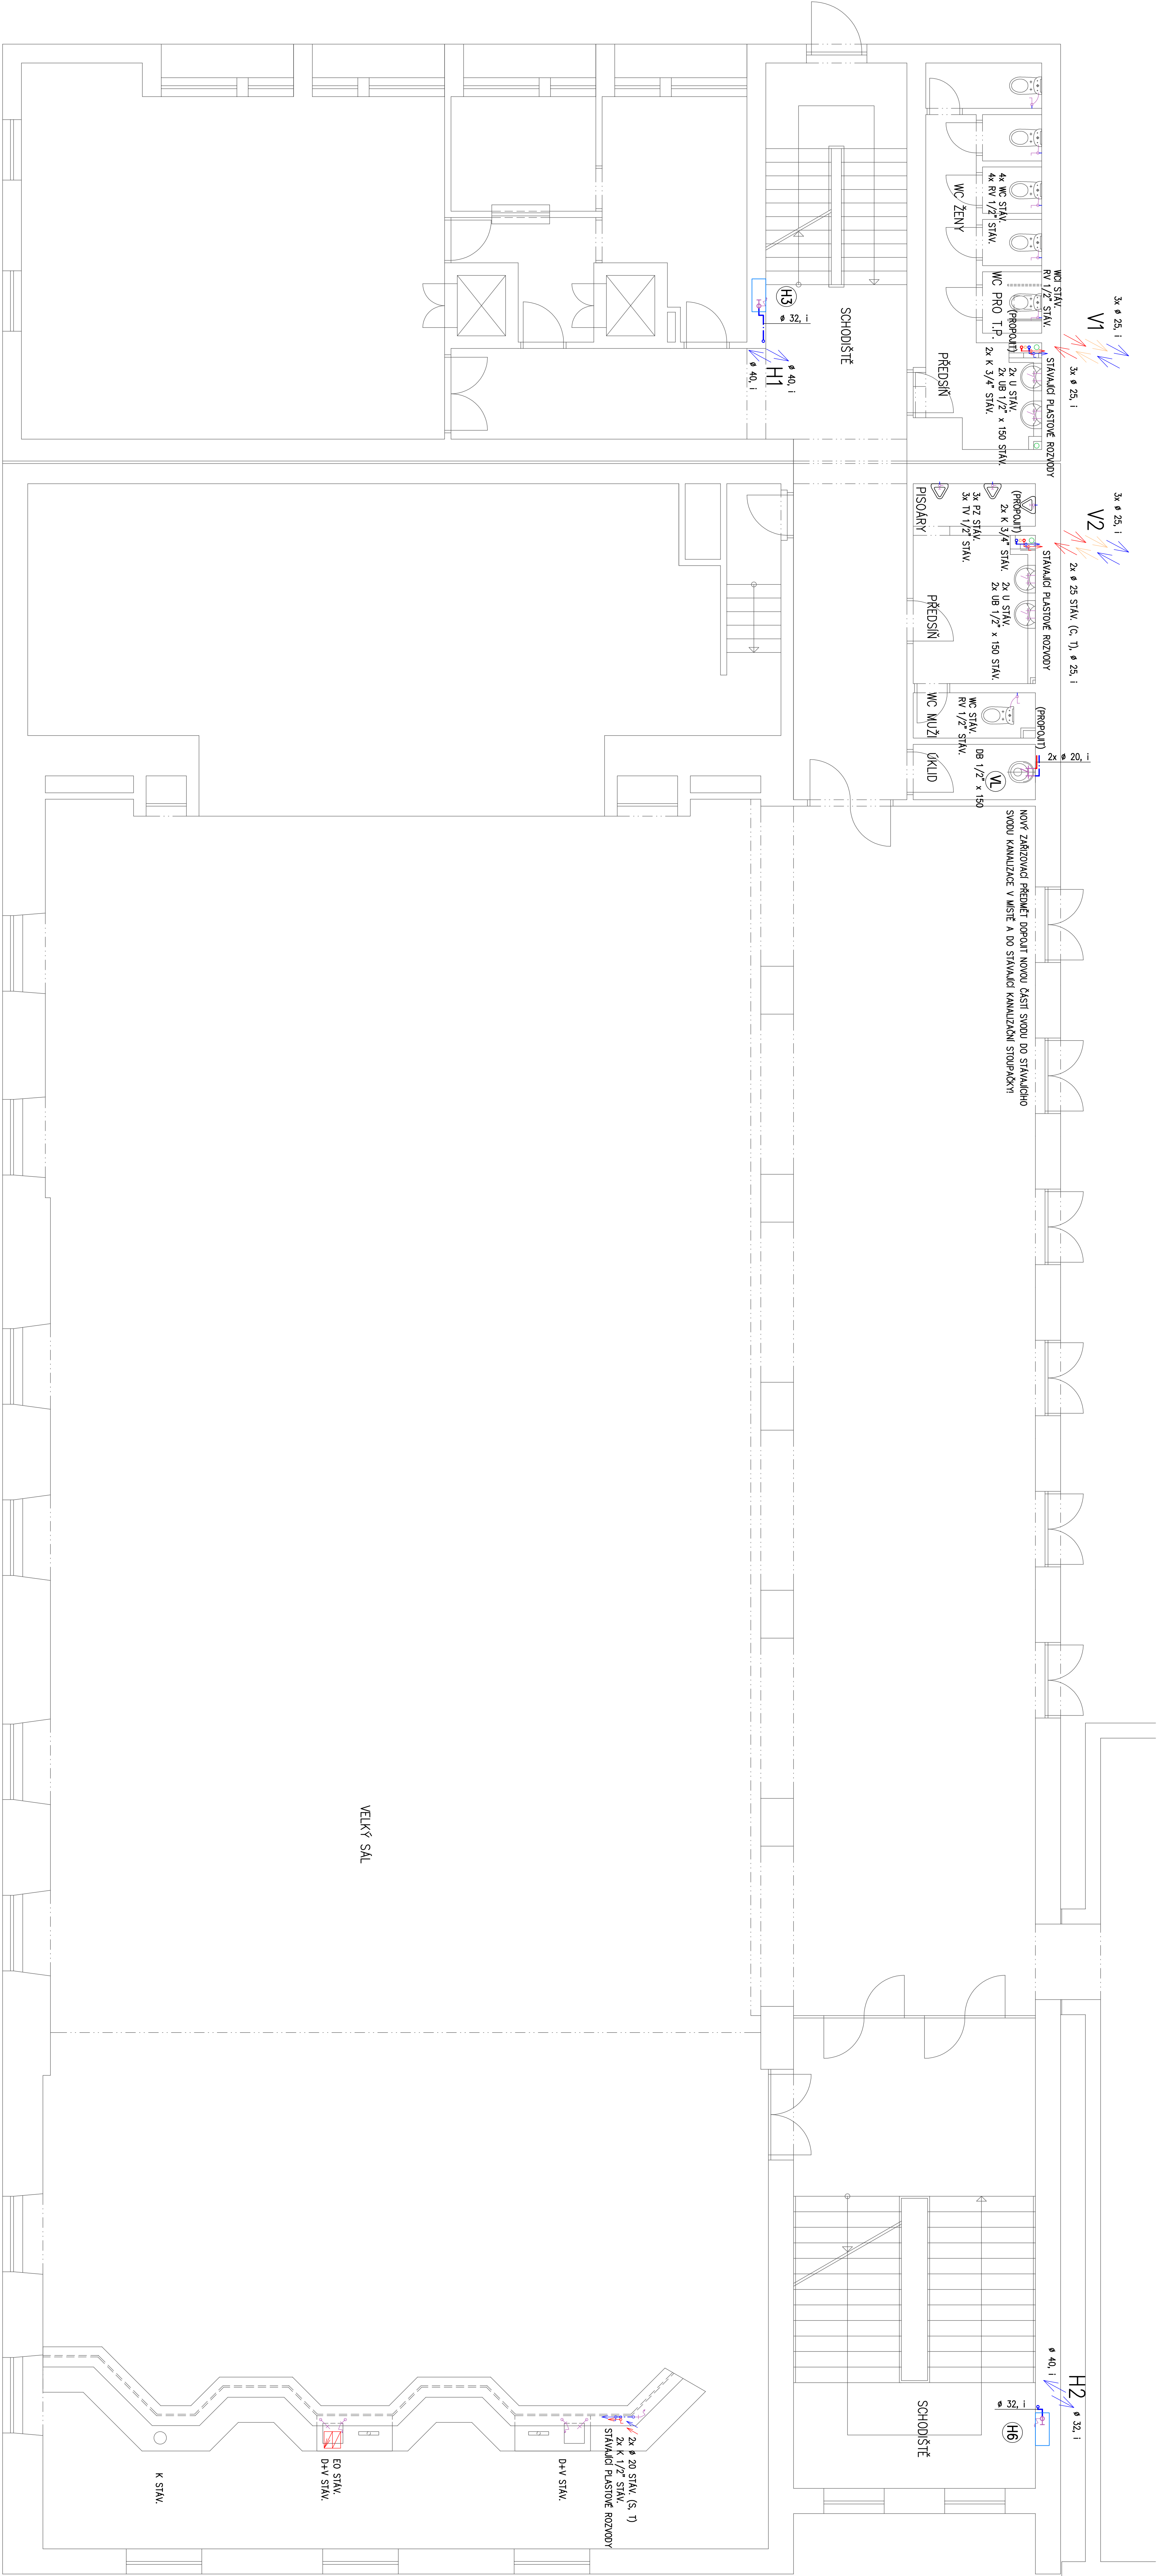 3x ø 25, i
V1
3x ø 25, i
WCI STÁV.
RV 1/2" STÁV.
4x WC STÁV.
4x RV 1/2" STÁV.
WC ŽENY
WC PRO T.P.
(PROPOJIT)
STÁVAJÍCÍ PLASTOVÉ ROZVODY
2x U STÁV.
2x UB 1/2" x 150 STÁV.
2x K 3/4" STÁV.
PŘEDSÍŇ
SCHODIŠTĚ
H3
ø 32, i
ø 40, i
H1
ø 40, i
3x ø 25, i
V2
2x ø 25 STÁV. (C, T), ø 25, i
STÁVAJÍCÍ PLASTOVÉ ROZVODY
(PROPOJIT)
2x K 3/4" STÁV.
2x U STÁV.
2x UB 1/2" x 150 STÁV.
3x PZ STÁV.
3x TV 1/2" STÁV.
PISOÁRY
PŘEDSÍŇ
WC MUŽI
WC STÁV.
RV 1/2" STÁV.
(PROPOJIT)
2x ø 20, i
VL
DB 1/2" x 150
ÚKLID
NOVÝ ZAŘIZOVACÍ PŘEDMĚT DOPOJIT NOVOU ČÁSTÍ SVODU DO STÁVAJÍCÍHO
SVODU KANALIZACE V MÍSTĚ A DO STÁVAJÍCÍ KANALIZAČNÍ STOUPAČKY!
VELKÝ SÁL
H2
ø 40, i
ø 32, i
ø 32, i
H6
SCHODIŠTĚ
2x ø 20 STÁV. (S, T)
2x K 1/2" STÁV.
STÁVAJÍCÍ PLASTOVÉ ROZVODY
D+V STÁV.
EO STÁV.
D+V STÁV.
K STÁV.